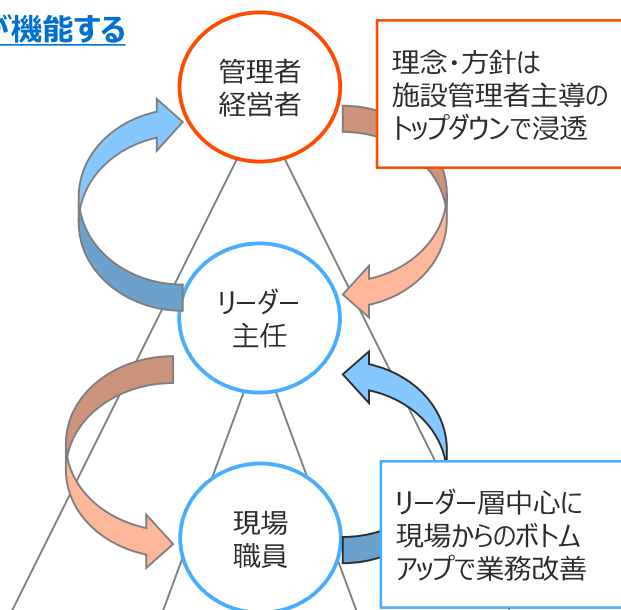 が機能する
管理者
経営者
理念・方針は
施設管理者主導の
トップダウンで浸透
リーダー
主任
現場
職員
リーダー層中心に
現場からのボトム
アップで業務改善